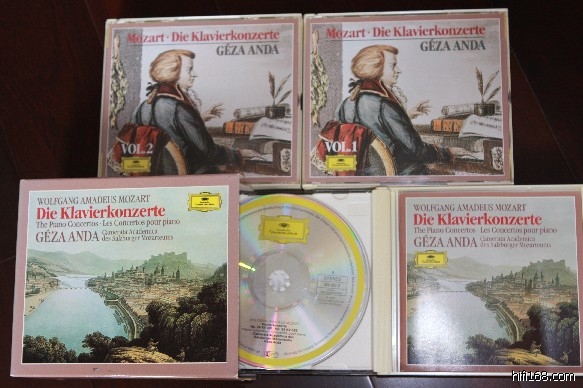 Mozart · Die Klavierkonzerte
GÉZA ANDA
VOL.2
Mozart · Die Klavierkonzerte
GÉZA ANDA
VOL.1
WOLFGANG AMADEUS MOZART
Die Klavierkonzerte
The Piano Concertos · Les Concertos pour piano
GÉZA ANDA
Camerata Academica
des Salzburger Mozarteums
STEREO
WOLFGANG AMADEUS MOZART
Die Klavierkonzerte
The Piano Concertos · Les Concertos pour piano
GÉZA ANDA
Camerata Academica
des Salzburger Mozarteums
hifi168.com